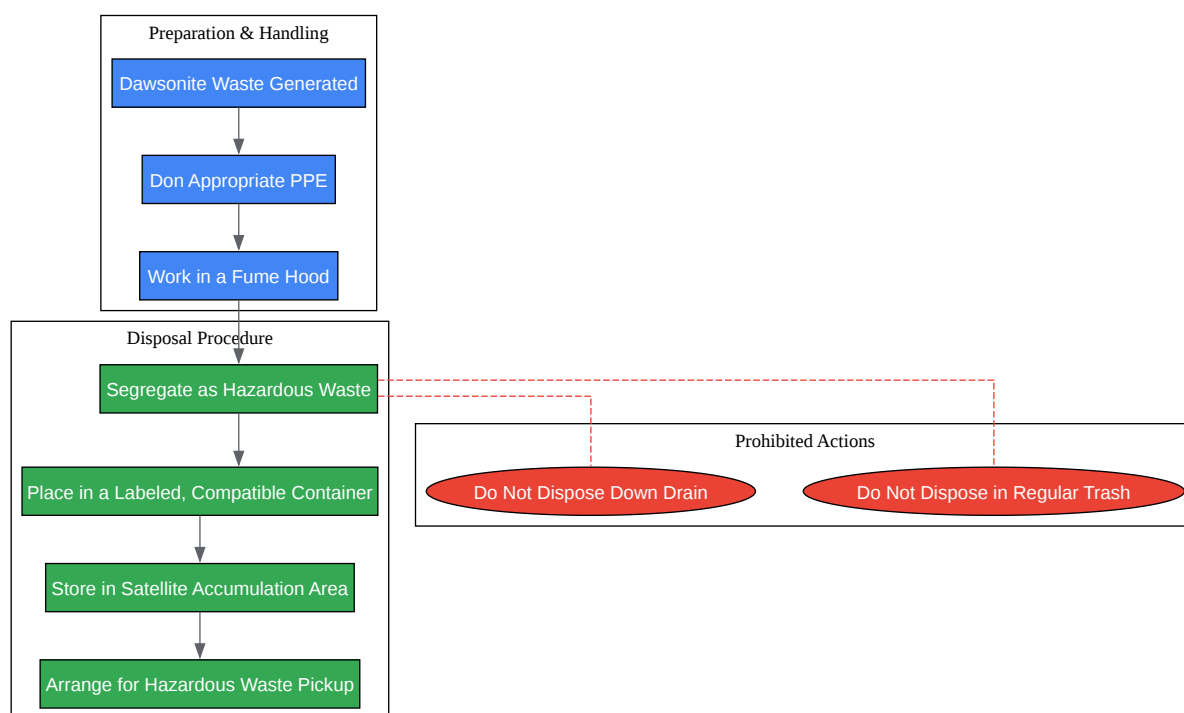 Preparation & Handling
Dawsonite Waste Generated
Don Appropriate PPE
Work in a Fume Hood
Disposal Procedure
Segregate as Hazardous Waste
Place in a Labeled, Compatible Container
Store in Satellite Accumulation Area
Arrange for Hazardous Waste Pickup
Prohibited Actions
Do Not Dispose Down Drain
Do Not Dispose in Regular Trash